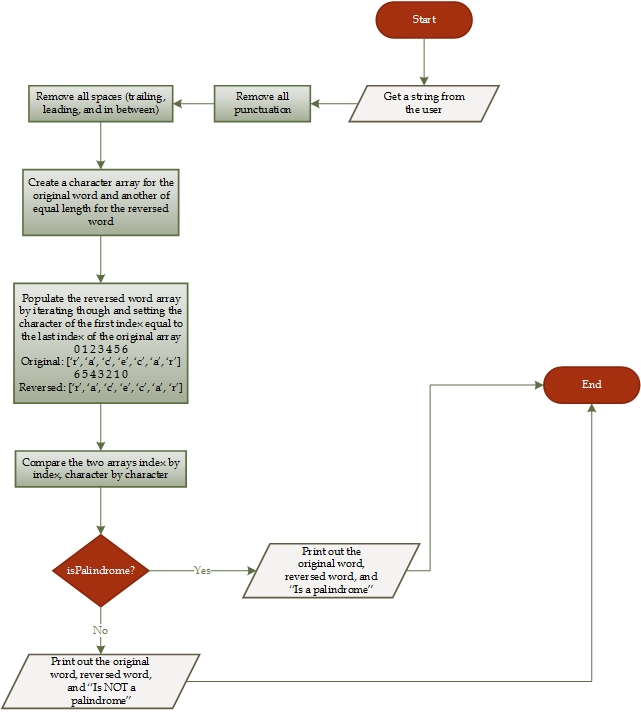 Start
Get a string from
the user
Remove all
punctuation
Remove all spaces (trailing,
leading, and in between)
Create a character array for the
original word and another of
equal length for the reversed
word
Populate the reversed word array
by iterating though and setting the
character of the first index equal to
the last index of the original array
0 1 2 3 4 5 6
Original: [‘r’, ‘a’, ‘c’, ‘e’, ‘c’, ‘a’, ‘r’]
6 5 4 3 2 1 0
Reversed: [‘r’, ‘a’, ‘c’, ‘e’, ‘c’, ‘a’, ‘r’]
Compare the two arrays index by
index, character by character
isPalindrome?
Yes
Print out the
original word,
reversed word, and
“Is a palindrome”
No
Print out the original
word, reversed word,
and “Is NOT a
palindrome”
End